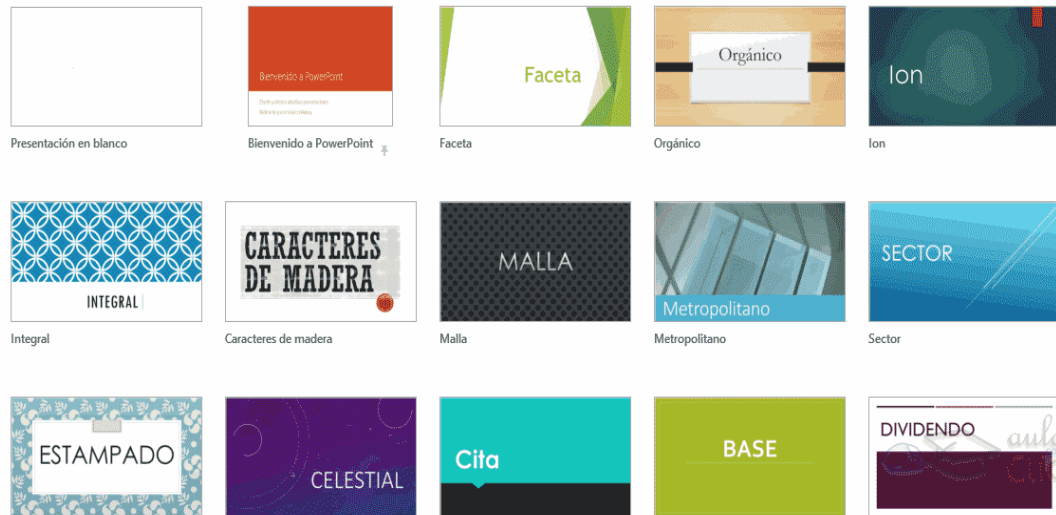 Bienvenido a PowerPoint
Faceta
Orgánico
Ion
Presentación en blanco
Bienvenido a PowerPoint
Faceta
Orgánico
Ion
INTEGRAL
CARACTERES
DE MADERA
MALLA
Metropolitano
SECTOR
Integral
Caracteres de madera
Malla
Metropolitano
Sector
ESTAMPADO
CELESTIAL
Cita
BASE
DIVIDENDO
aula